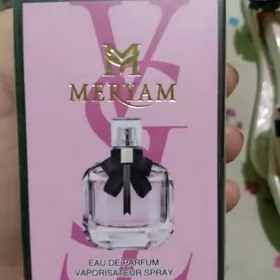 M
MERYAM
EAU DE PARFUM
VAPORISATEUR SPRAY